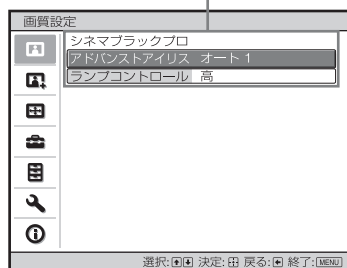 画質設定
シネマブラックプロ
アドバンストアイリス オート 1
ランプコントロール 高
選択:⬆⬇ 決定:⊞ 戻る:⬅ 終了:MENU